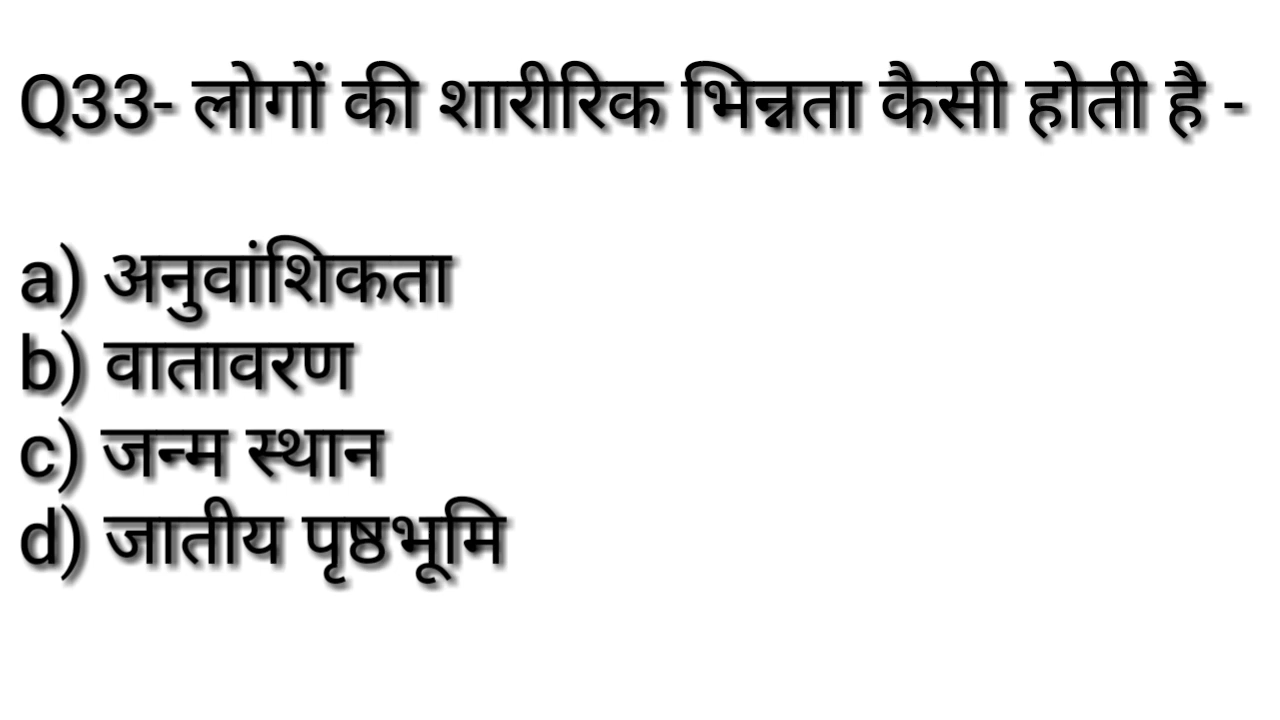 Q33- लोगों की शारीरिक भिन्नता कैसी होती है -
a) अनुवांशिकता
b) वातावरण
c) जन्म स्थान
d) जातीय पृष्ठभूमि